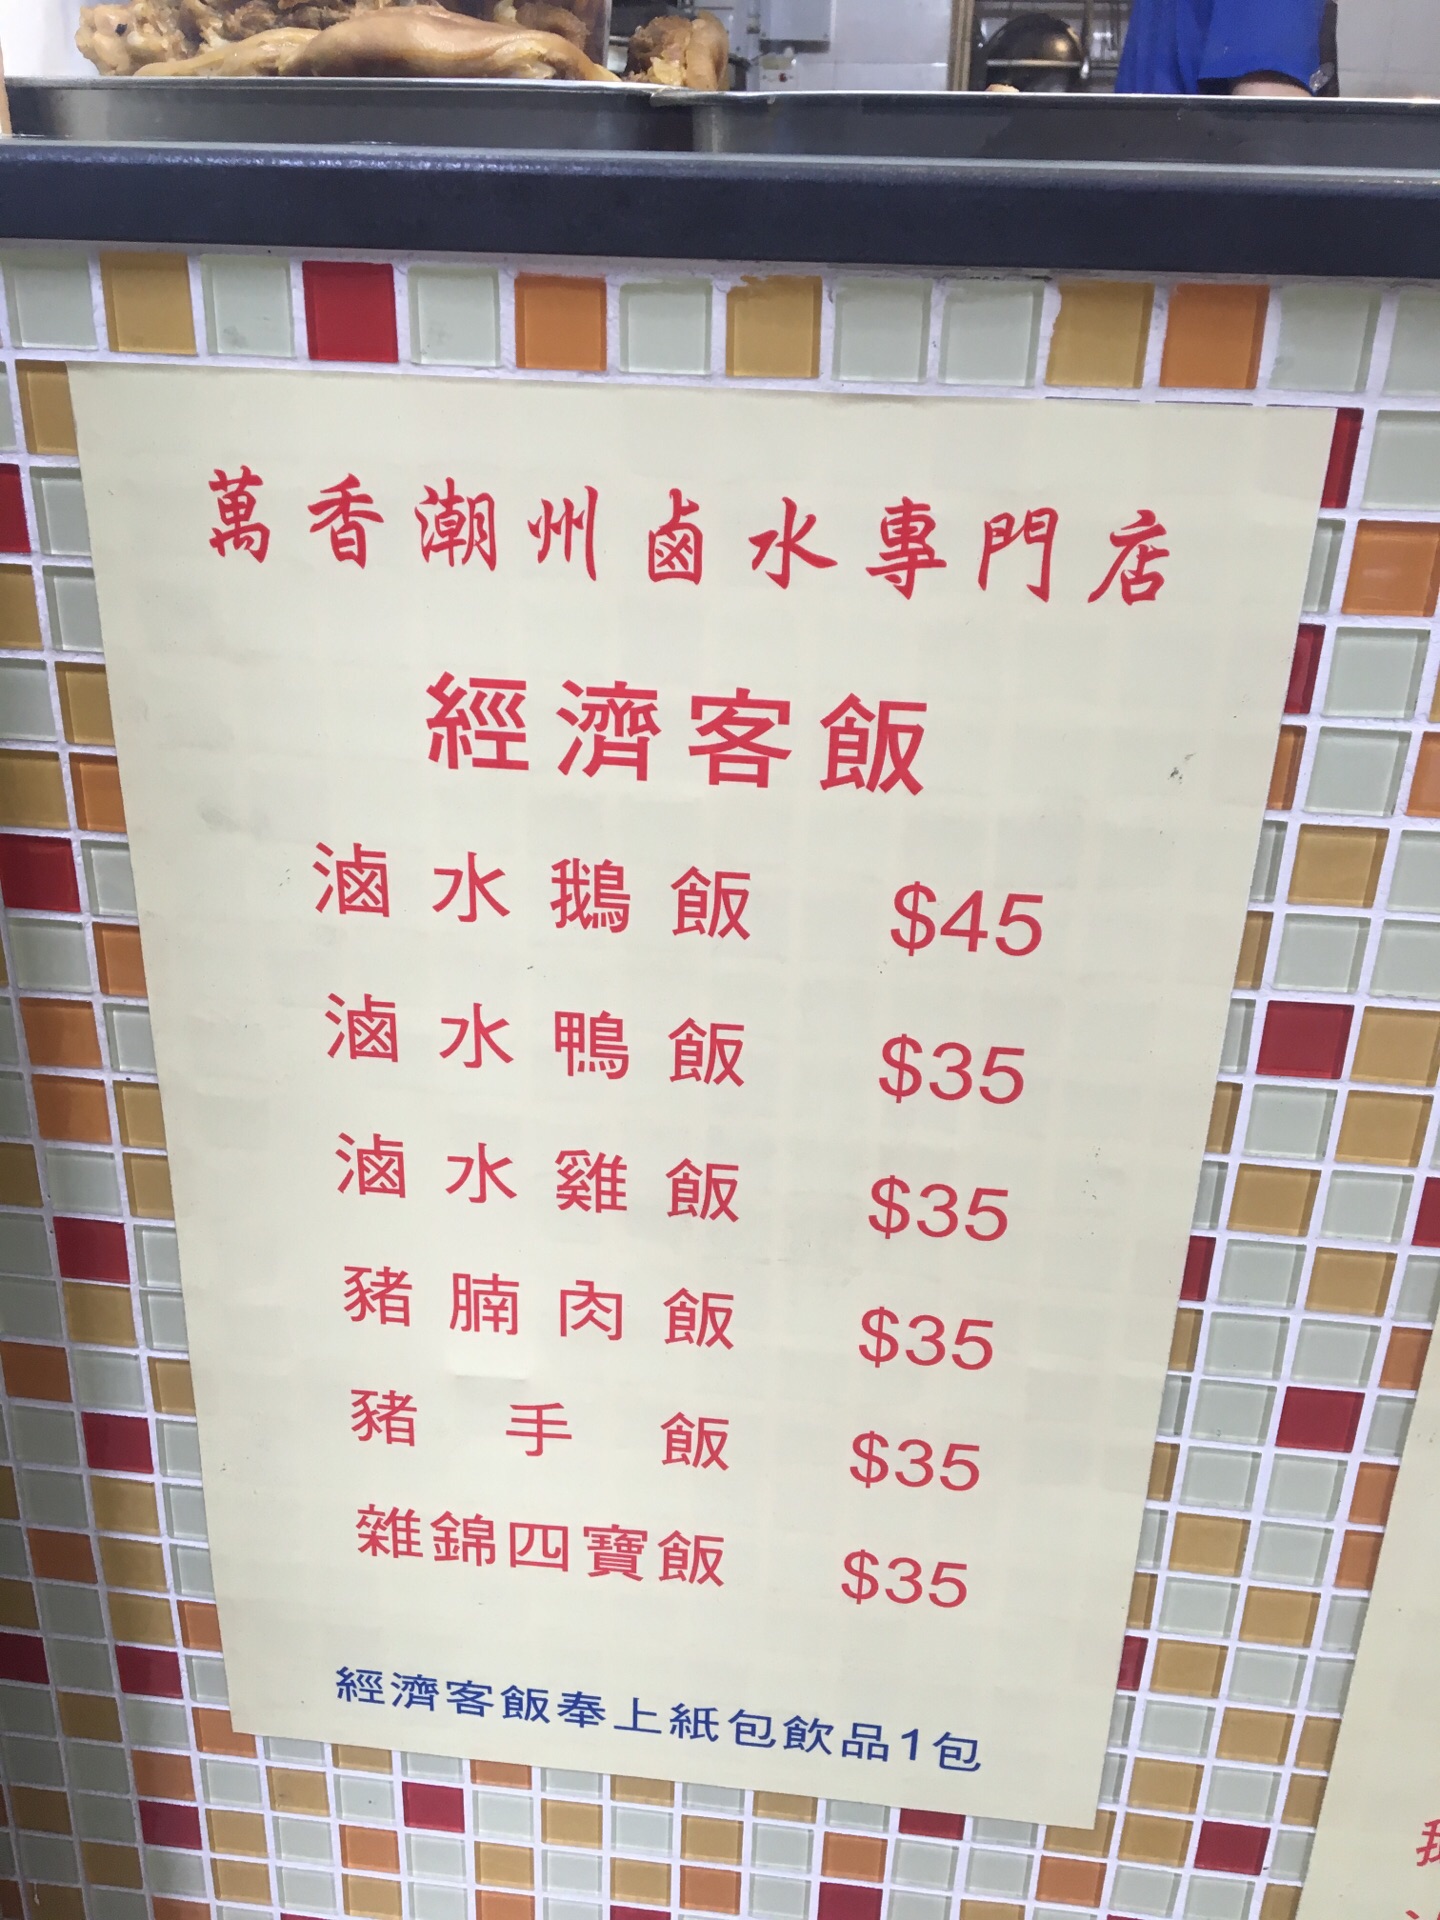 萬香潮州鹵水專門店
經濟客飯
滷水鵝飯 $45
滷水鴨飯 $35
滷水雞飯 $35
豬腩肉飯 $35
豬手飯 $35
雜錦四寶飯 $35
經濟客飯奉上紙包飲品1包